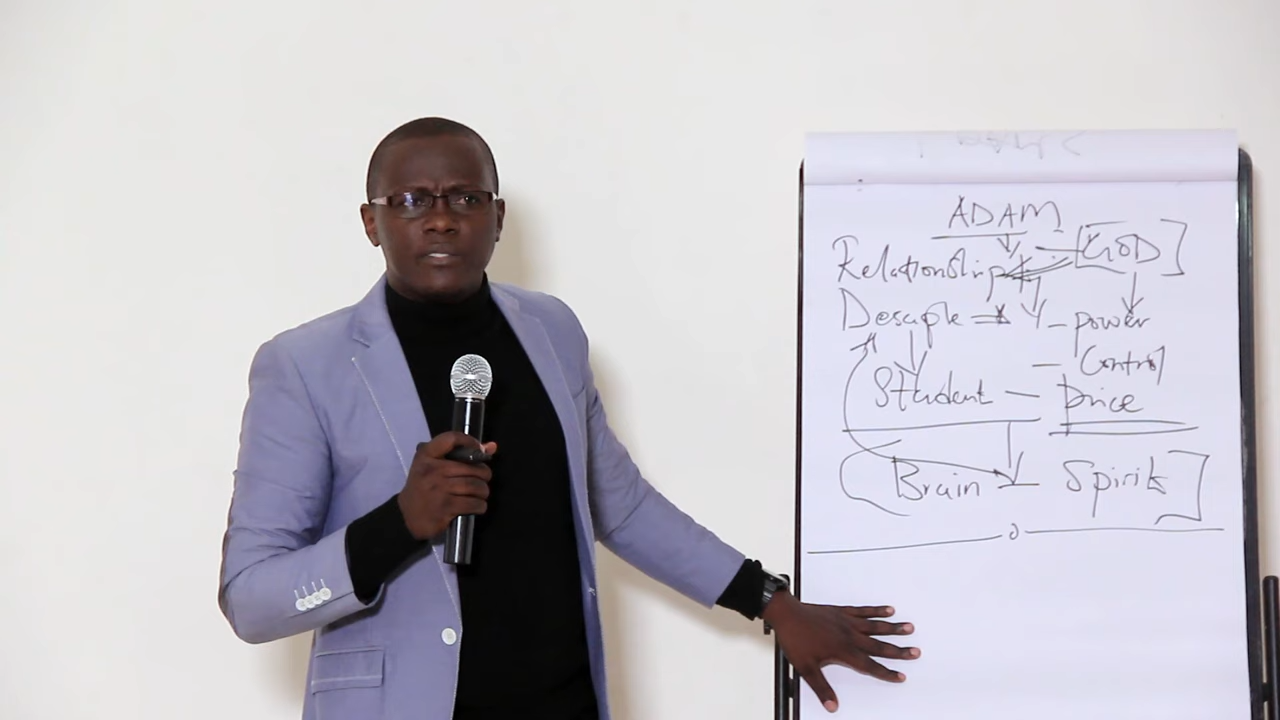 ADAM
Relationship [GOD]
Desciple = Y - power
- Control
Student - price
Brain - Spirit]